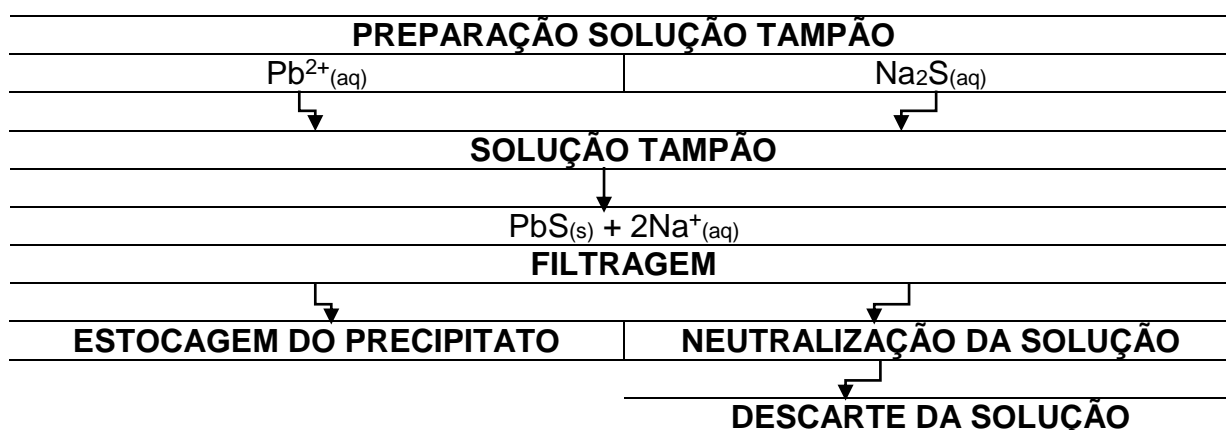 PREPARAÇÃO SOLUÇÃO TAMPÃO
Pb²⁺(aq) Na₂S(aq)
SOLUÇÃO TAMPÃO
PbS(s) + 2Na⁺(aq)
FILTRAGEM
ESTOCAGEM DO PRECIPITATO NEUTRALIZAÇÃO DA SOLUÇÃO
DESCARTE DA SOLUÇÃO